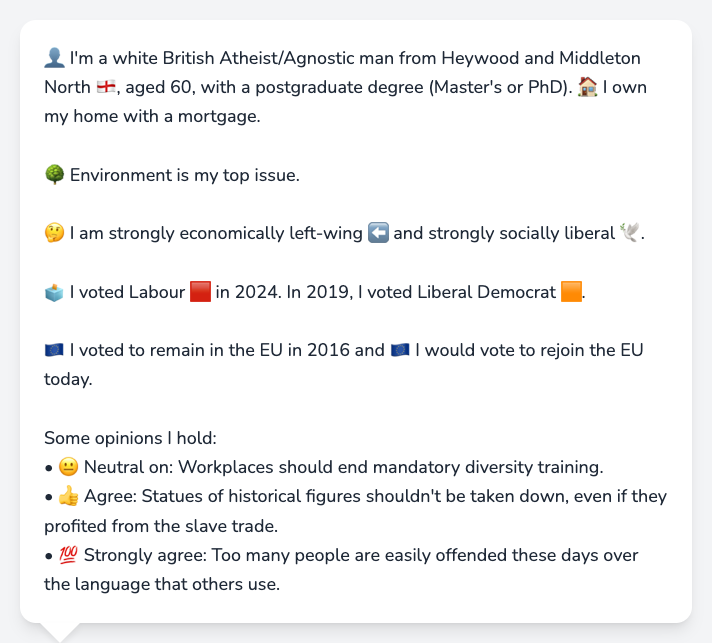 👤 I'm a white British Atheist/Agnostic man from Heywood and Middleton
North 🏴󠁧󠁢󠁥󠁮󠁧󠁿, aged 60, with a postgraduate degree (Master's or PhD). 🏠 I own
my home with a mortgage.
🌳 Environment is my top issue.
🤔 I am strongly economically left-wing ⬅️ and strongly socially liberal 🕊️.
🗳️ I voted Labour 🟥 in 2024. In 2019, I voted Liberal Democrat 🟧.
🇪🇺 I voted to remain in the EU in 2016 and 🇪🇺 I would vote to rejoin the EU
today.
Some opinions I hold:
• 😐 Neutral on: Workplaces should end mandatory diversity training.
• 👍 Agree: Statues of historical figures shouldn't be taken down, even if they
profited from the slave trade.
• 💯 Strongly agree: Too many people are easily offended these days over
the language that others use.